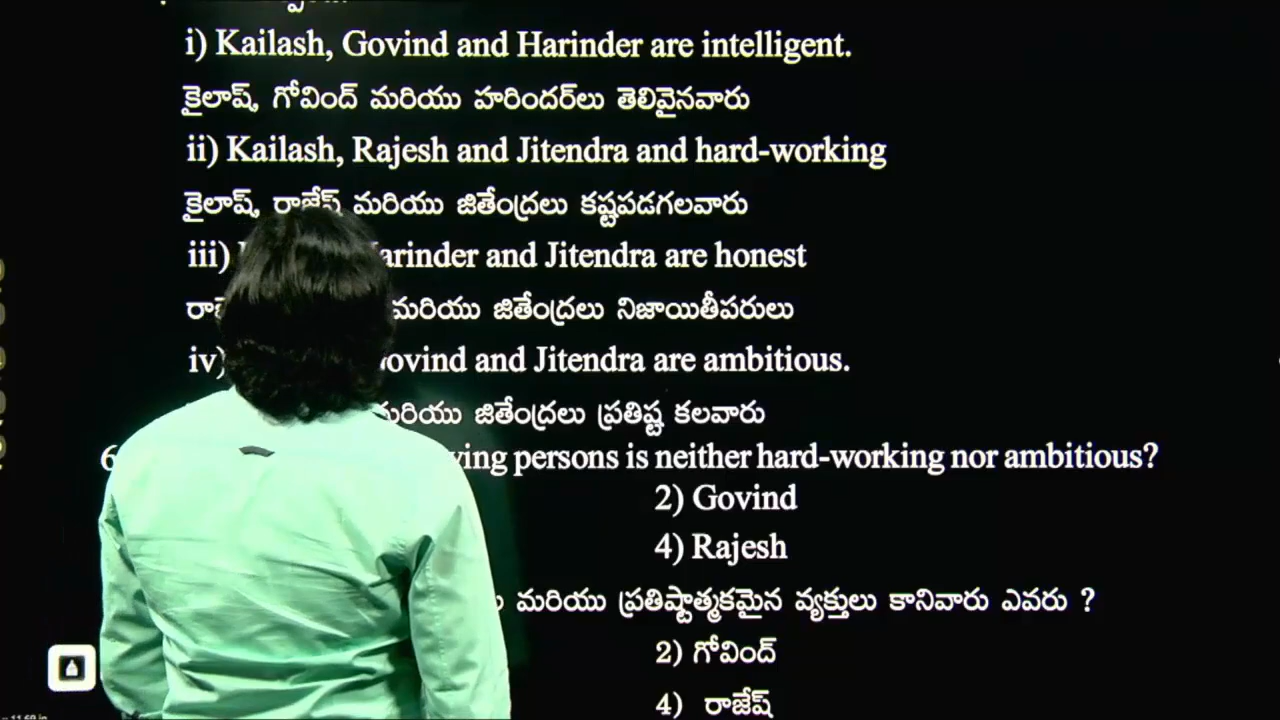 i) Kailash, Govind and Harinder are intelligent.
కైలాష్, గోవింద్ మరియు హరిందర్‌లు తెలివైనవారు
ii) Kailash, Rajesh and Jitendra and hard-working
కైలాష్, రాజేష్ మరియు జితేంద్రలు కష్టపడగలవారు
iii) arinder and Jitendra are honest
మరియు జితేంద్రలు నిజాయితీపరులు
iv) ovind and Jitendra are ambitious.
మరియు జితేంద్రలు ప్రతిష్ట కలవారు
6 persons is neither hard-working nor ambitious?
2) Govind
4) Rajesh
మరియు ప్రతిష్టాత్మకమైన వ్యక్తులు కానివారు ఎవరు ?
2) గోవింద్
4) రాజేష్